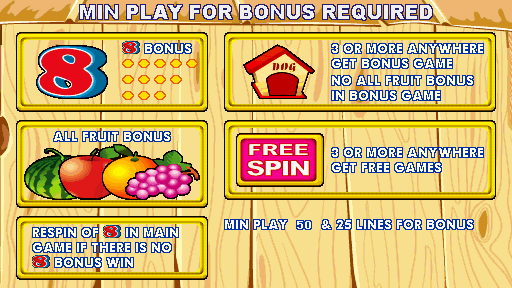 MIN PLAY FOR BONUS REQUIRED
8 BONUS
3 OR MORE ANYWHERE
GET BONUS GAME
NO ALL FRUIT BONUS
IN BONUS GAME
DOG
ALL FRUIT BONUS
FREE
SPIN
3 OR MORE ANYWHERE
GET FREE GAMES
RESPIN OF 8 IN MAIN
GAME IF THERE IS NO
8 BONUS WIN
MIN PLAY 50 & 25 LINES FOR BONUS
8